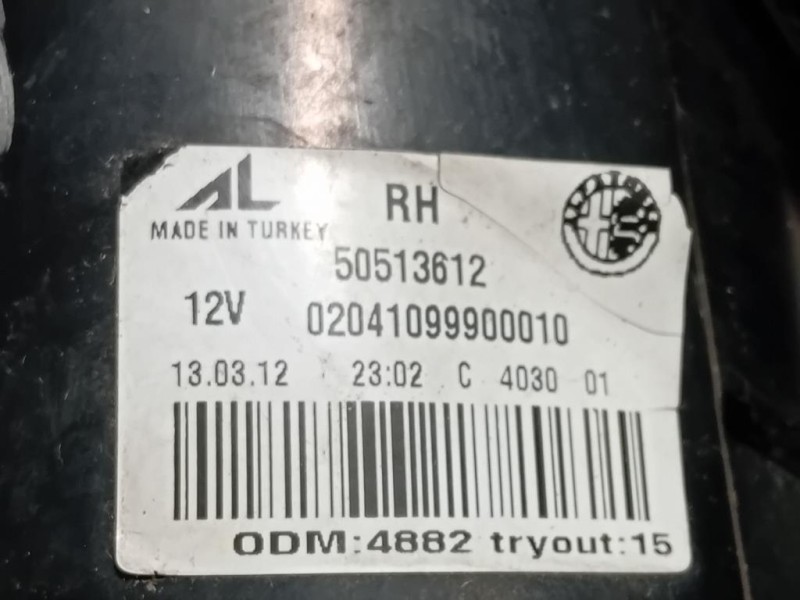 AL
RH
MADE IN TURKEY
50513612
12V 02041099900010
13.03.12 23:02 C 4030 01
ODM:4882 tryout:15